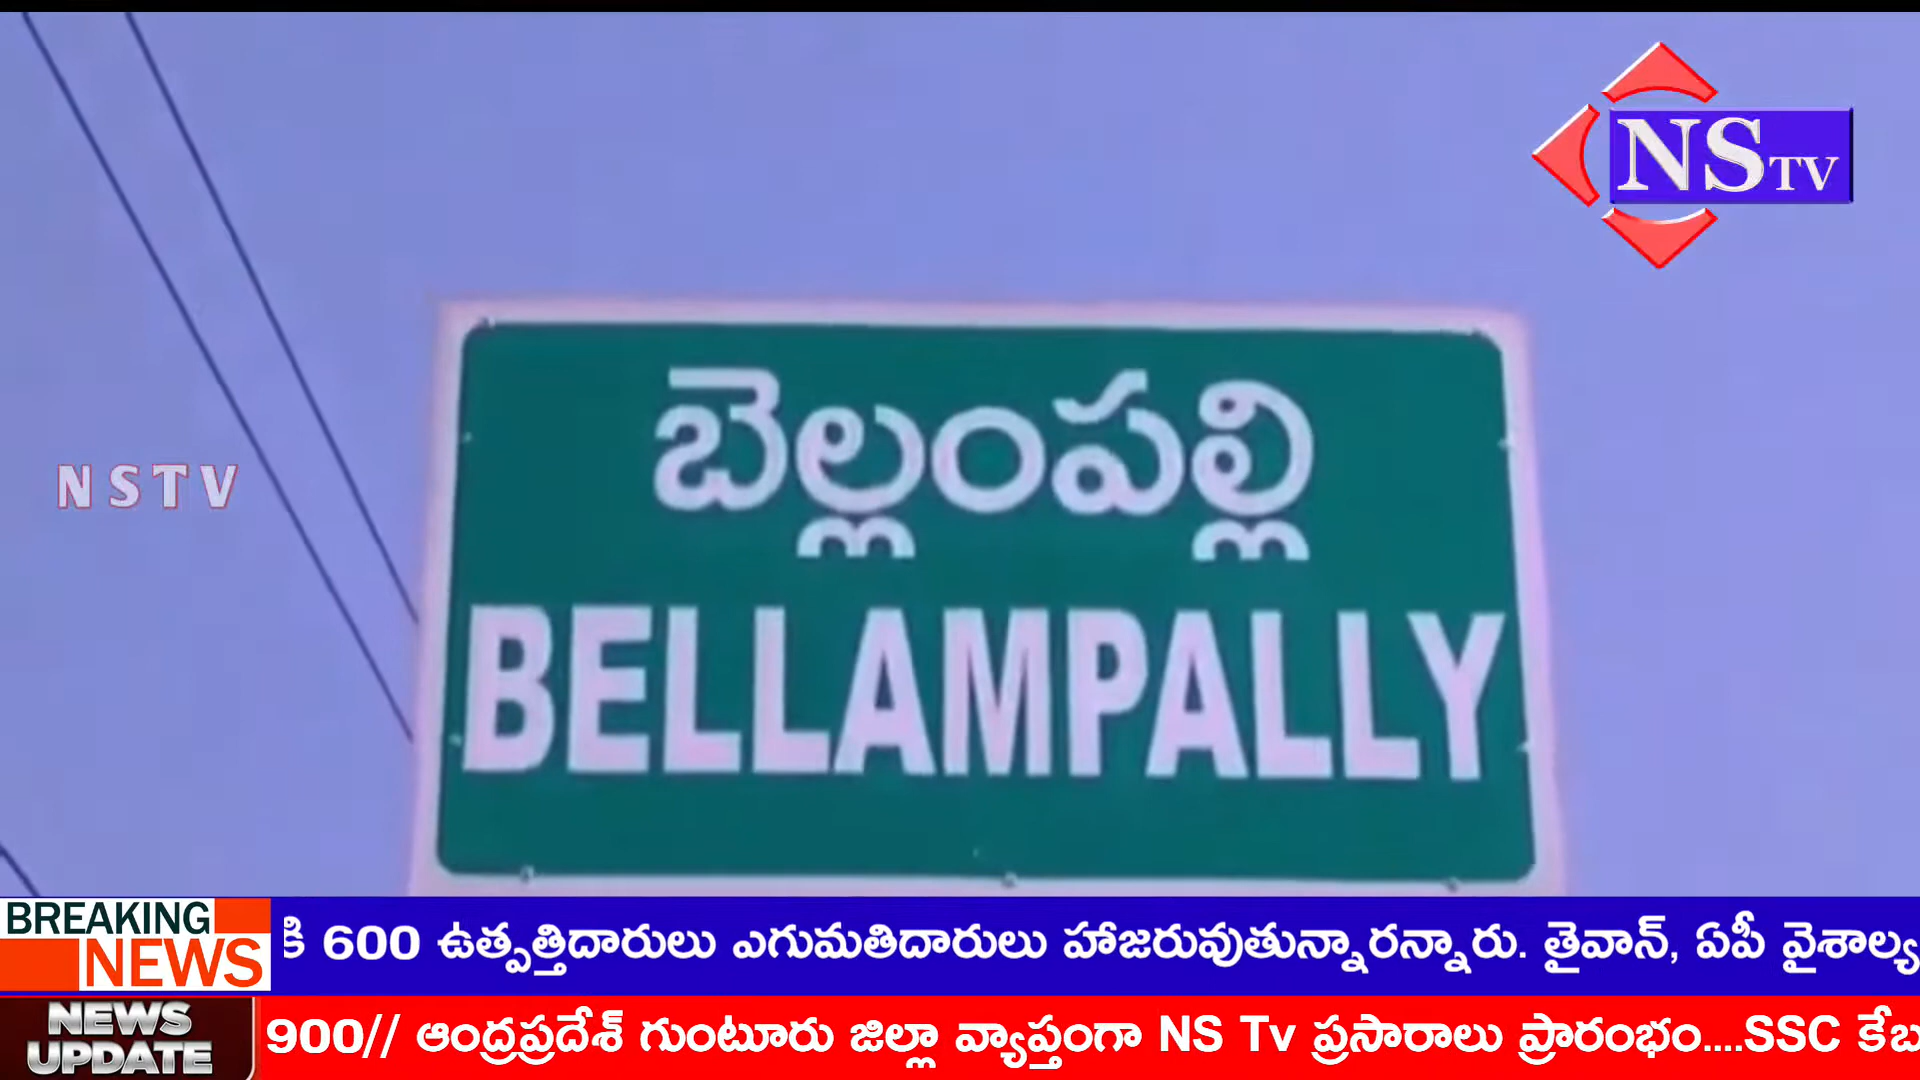 NSTV
బెల్లంపల్లి
NSTV
BELLAMPALLY
BREAKING NEWS
కి 600 ఉత్పత్తిదారులు ఎగుమతిదారులు హాజరువుతున్నారన్నారు. తైవాన్, ఏపీ వైశాల్య
NEWS UPDATE
900// ఆంద్రప్రదేశ్ గుంటూరు జిల్లా వ్యాప్తంగా NS Tv ప్రసారాలు ప్రారంభం....SSC కేబు